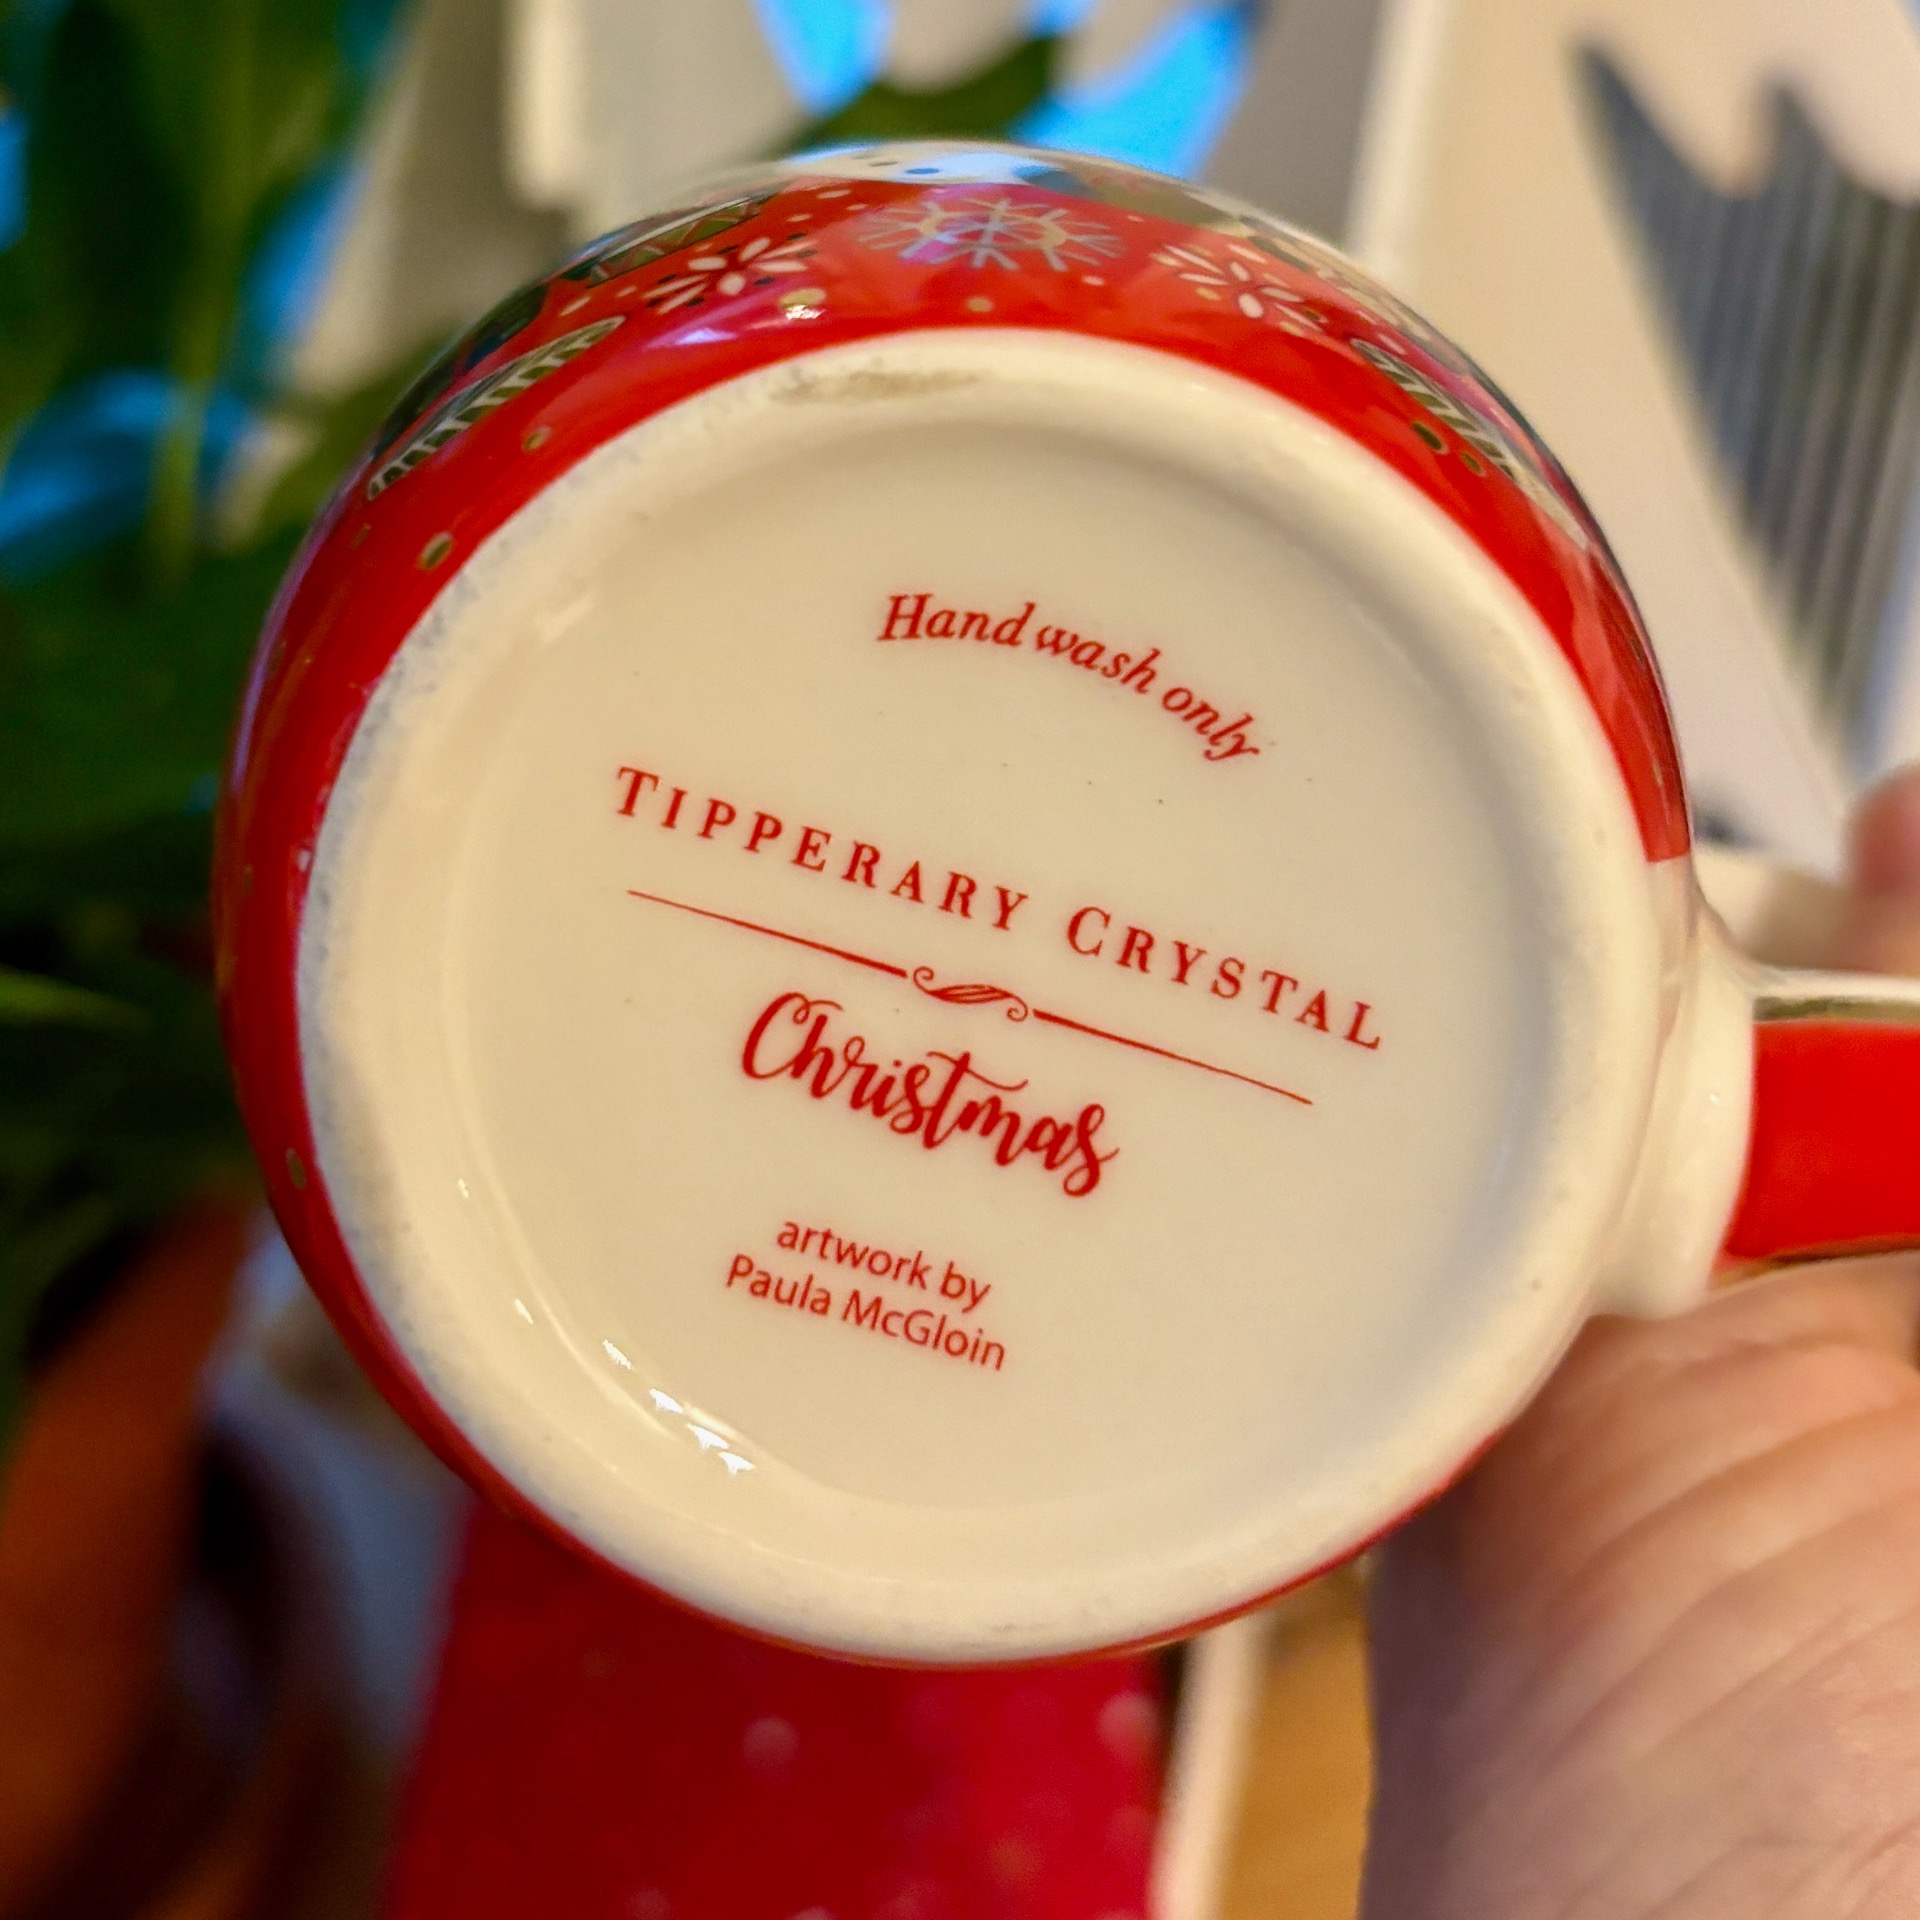 Hand wash only
TIPPERARY CRYSTAL
Christmas
artwork by
Paula McGloin